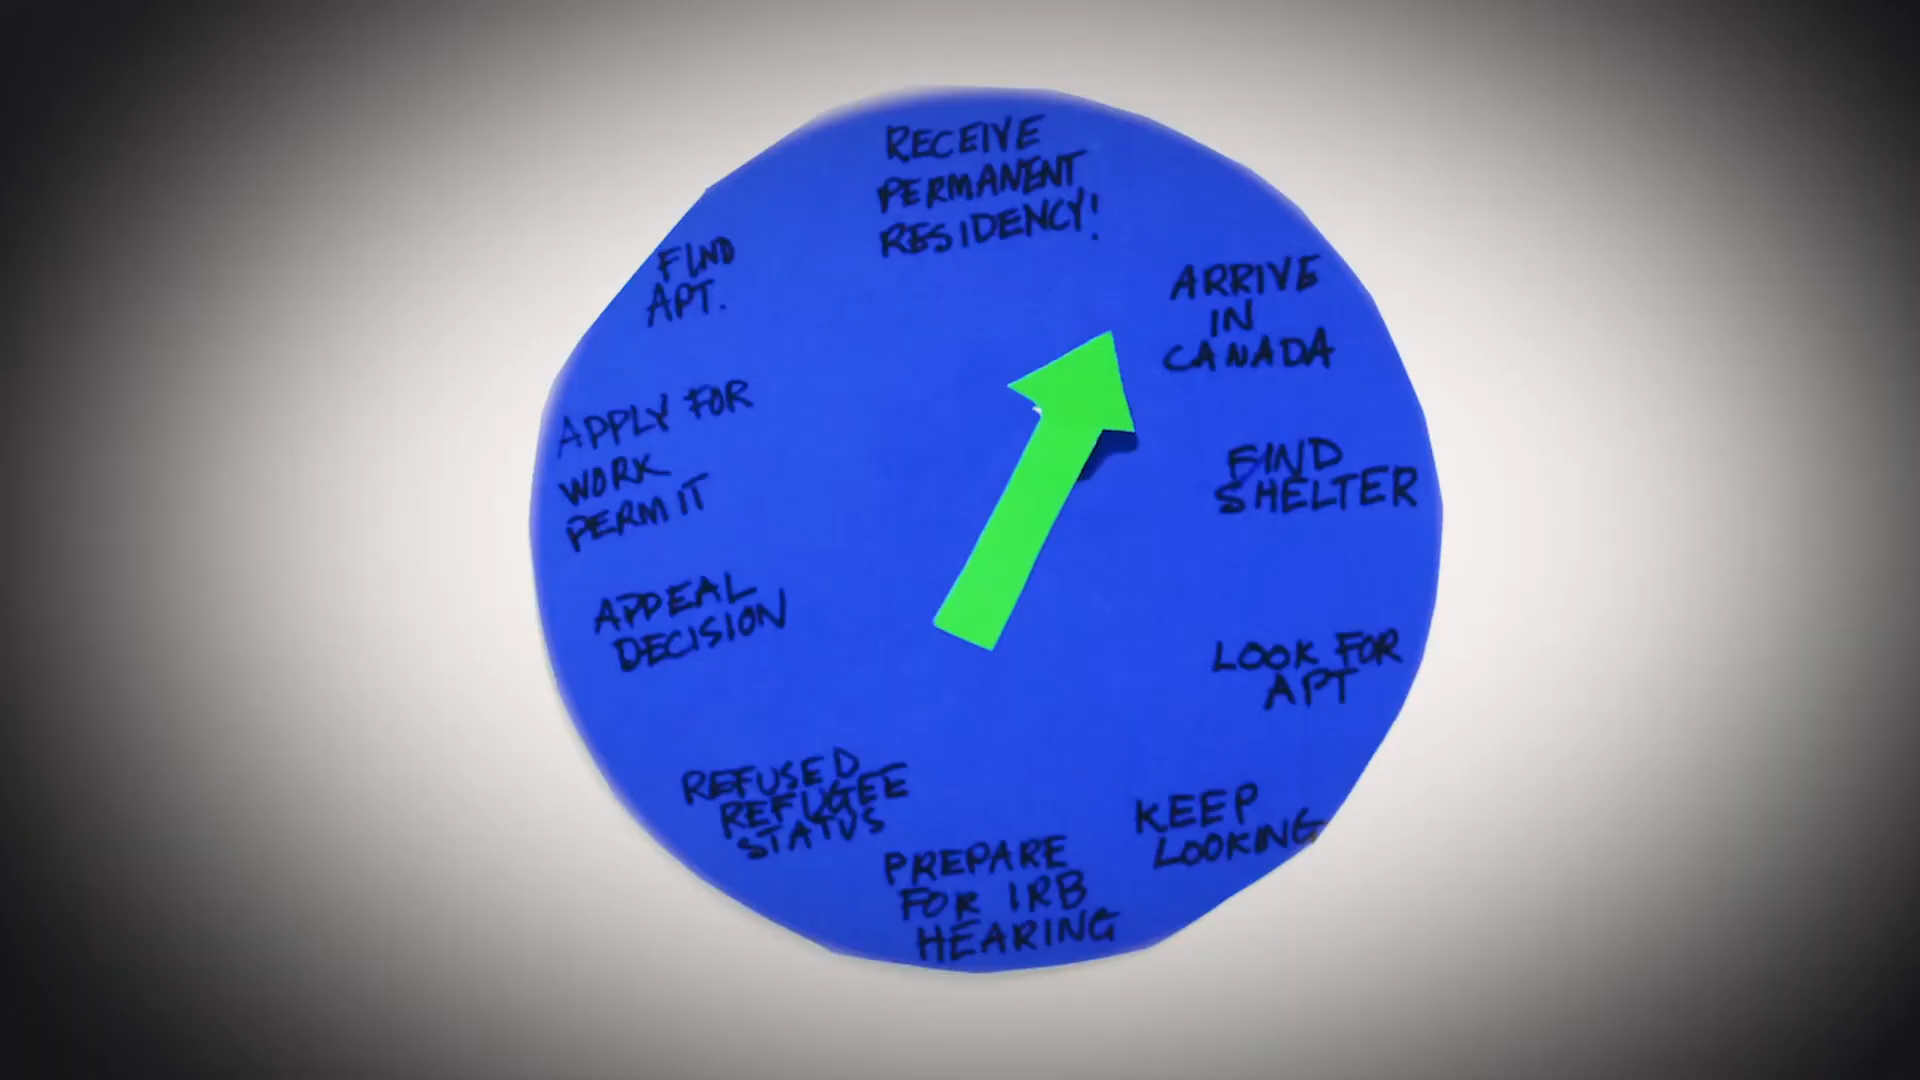 RECEIVE
PERMANENT
RESIDENCY!
ARRIVE
IN
CANADA
FIND
SHELTER
LOOK FOR
APT
KEEP
LOOKING
PREPARE
FOR IRB
HEARING
REFUSED
REFUGEE
STATUS
APPEAL
DECISION
APPLY FOR
WORK
PERMIT
FIND
APT.